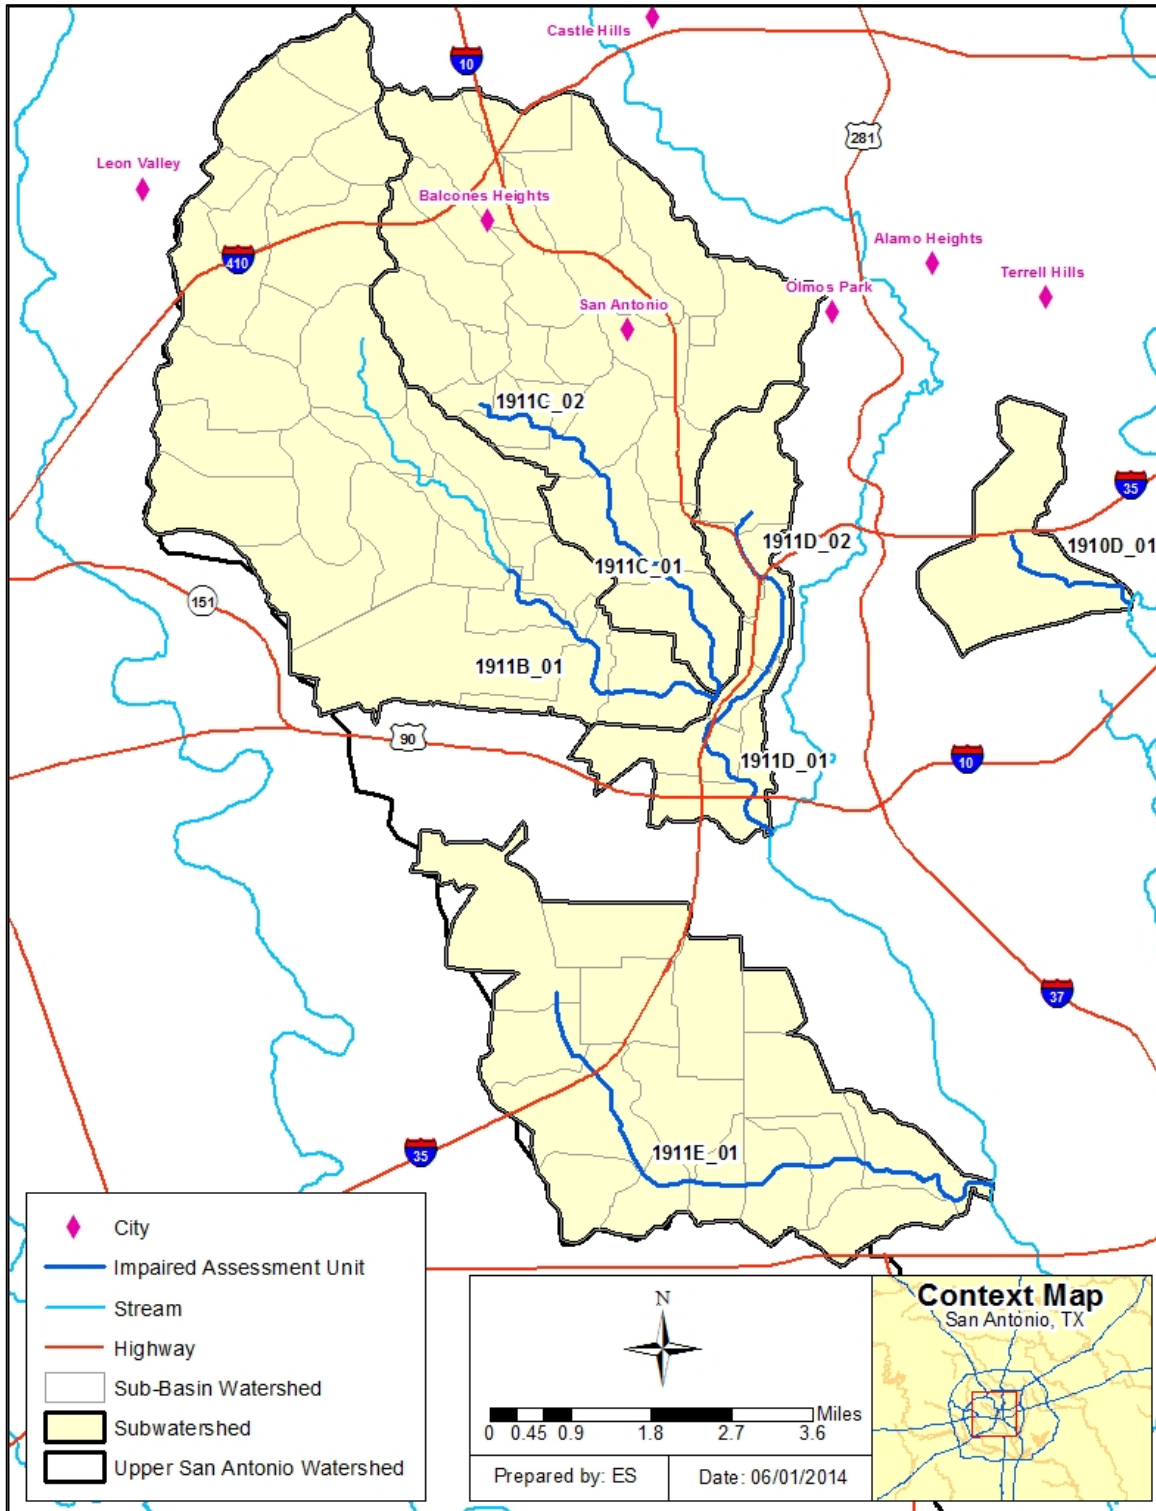 Castle Hills
10
281
Leon Valley
Balcones Heights
Alamo Heights
410
Terrell Hills
Olmos Park
San Antonio
1911C_02
35
1911D_02
1910D_01
1911C_01
151
1911B_01
90
1911D_01
10
37
1911E_01
35
City
Impaired Assessment Unit
Stream
Highway
Sub-Basin Watershed
Subwatershed
Upper San Antonio Watershed
N
Miles
0 0.45 0.9 1.8 2.7 3.6
Prepared by: ES
Date: 06/01/2014
Context Map
San Antonio, TX